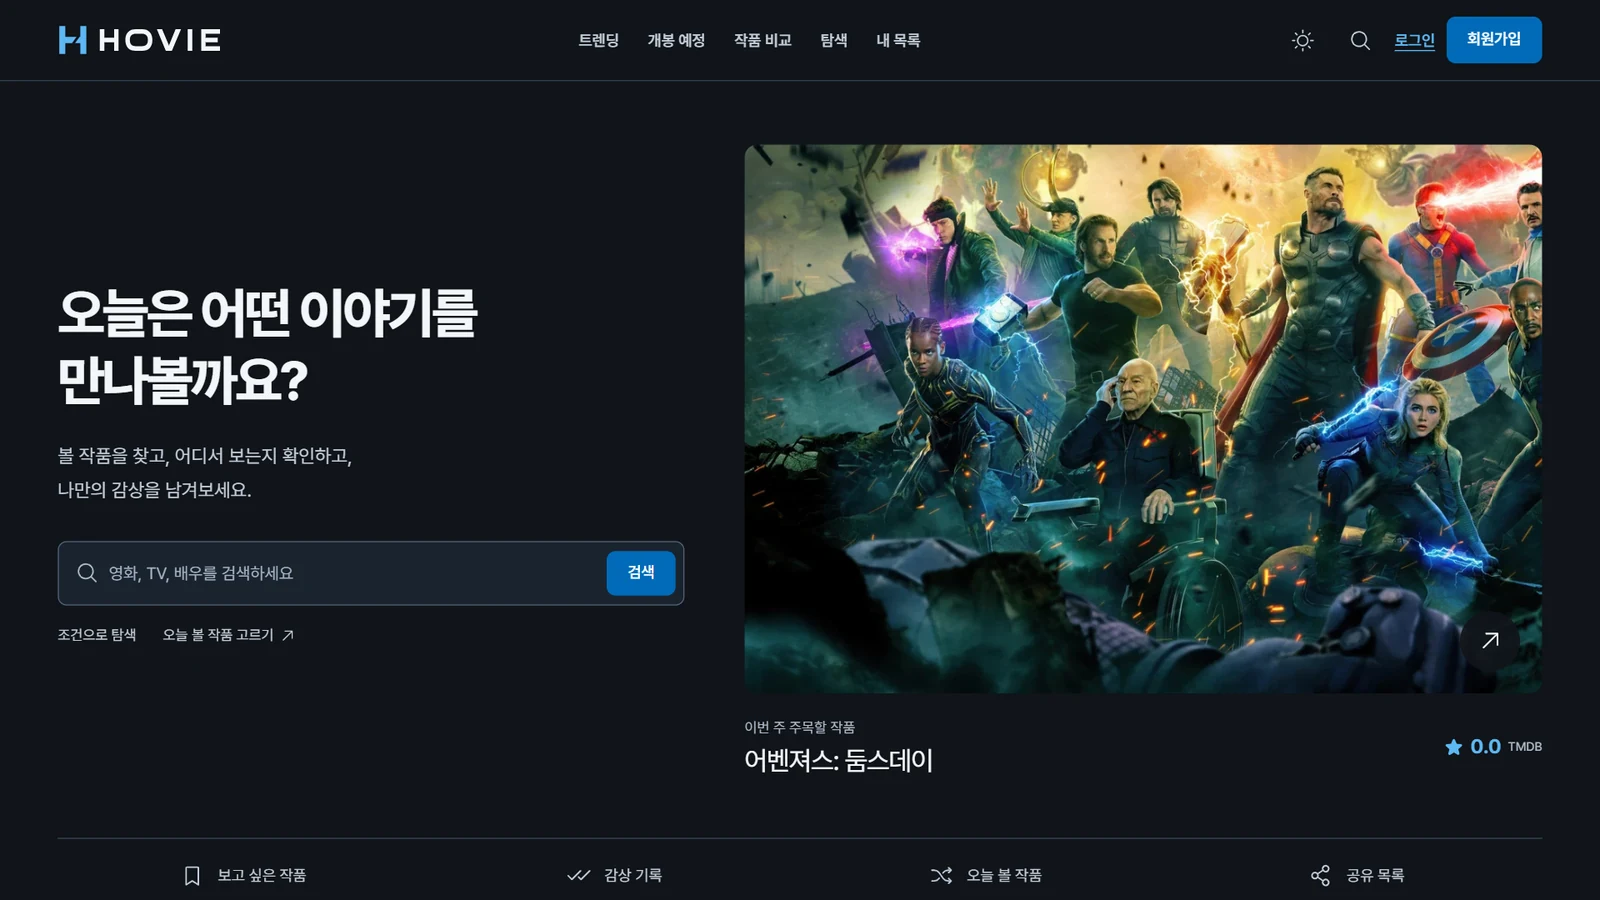 HOVIE
트렌딩
개봉 예정
작품 비교
탐색
내 목록
로그인
회원가입
오늘은 어떤 이야기를
만나볼까요?
볼 작품을 찾고, 어디서 보는지 확인하고,
나만의 감상을 남겨보세요.
영화, TV, 배우를 검색하세요
검색
조건으로 탐색
오늘 볼 작품 고르기
이번 주 주목할 작품
어벤져스: 둠스데이
0.0 TMDB
보고 싶은 작품
감상 기록
오늘 볼 작품
공유 목록